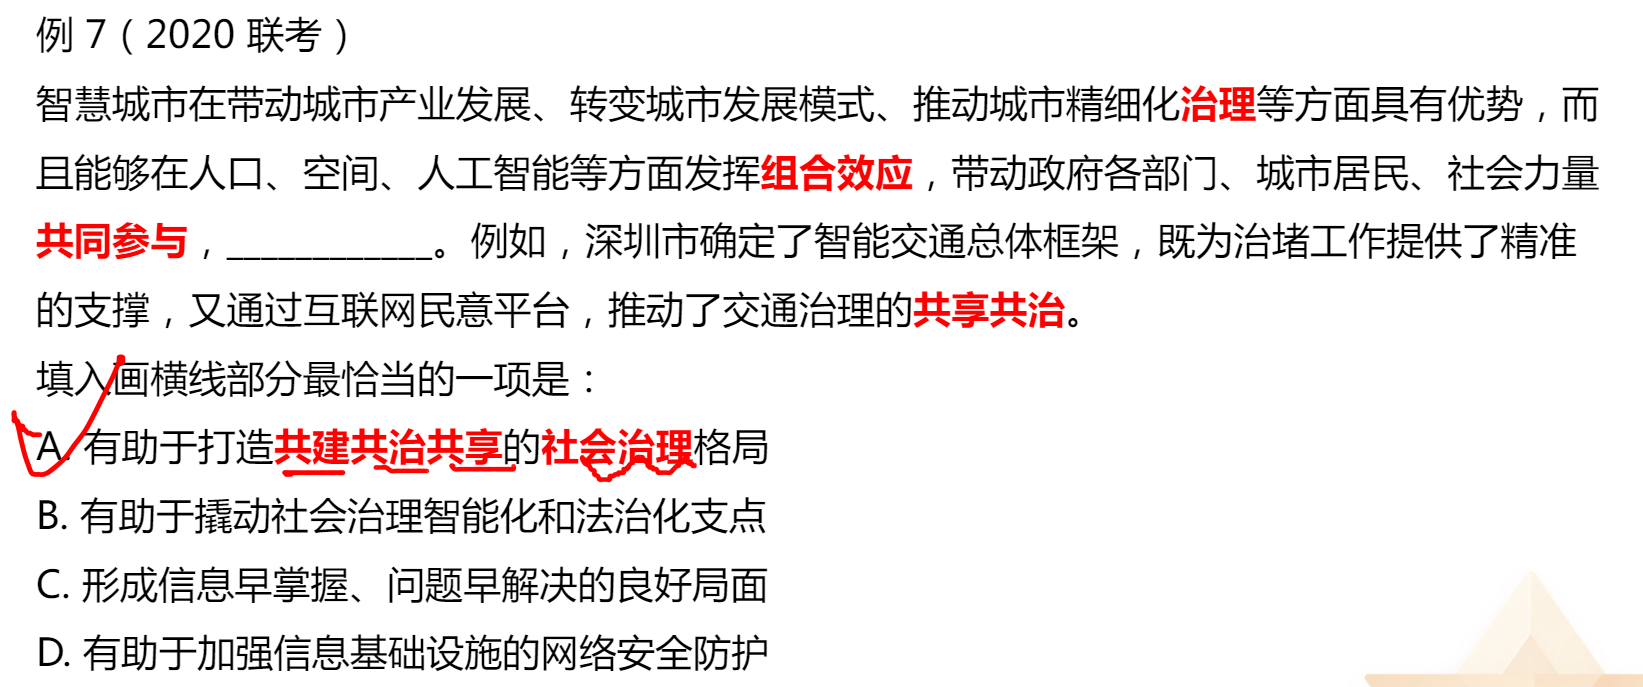 例 7（2020 联考）
智慧城市在带动城市产业发展、转变城市发展模式、推动城市精细化治理等方面具有优势，而
且能够在人口、空间、人工智能等方面发挥组合效应，带动政府各部门、城市居民、社会力量
共同参与，____________。例如，深圳市确定了智能交通总体框架，既为治堵工作提供了精准
的支撑，又通过互联网民意平台，推动了交通治理的共享共治。
填入画横线部分最恰当的一项是：
A. 有助于打造共建共治共享的社会治理格局
B. 有助于撬动社会治理智能化和法治化支点
C. 形成信息早掌握、问题早解决的良好局面
D. 有助于加强信息基础设施的网络安全防护